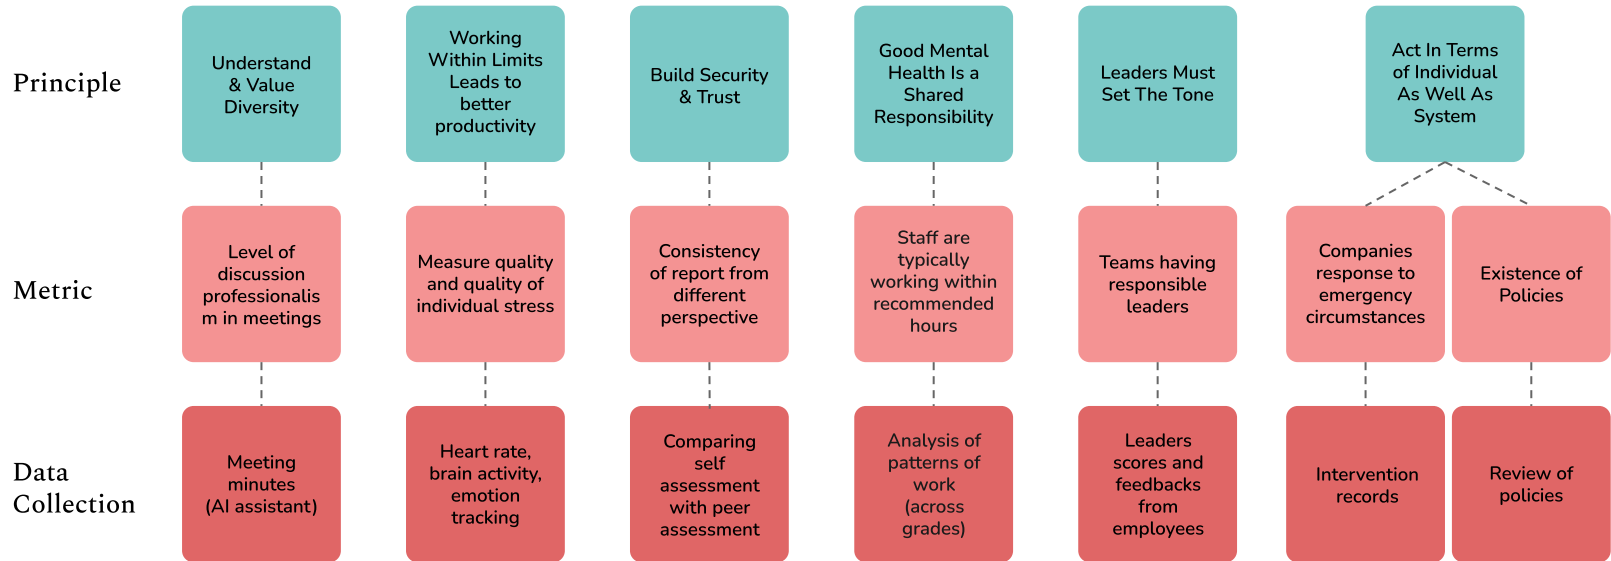 Principle
Understand
& Value
Diversity
Working
Within Limits
Leads to
better
productivity
Build Security
& Trust
Good Mental
Health Is a
Shared
Responsibility
Leaders Must
Set The Tone
Act In Terms
of Individual
As Well As
System
Metric
Level of
discussion
professionalis
m in meetings
Measure quality
and quality of
individual stress
Consistency
of report from
different
perspective
Staff are
typically
working within
recommended
hours
Teams having
responsible
leaders
Companies
response to
emergency
circumstances
Existence of
Policies
Data
Collection
Meeting
minutes
(AI assistant)
Heart rate,
brain activity,
emotion
tracking
Comparing
self
assessment
with peer
assessment
Analysis of
patterns of
work
(across
grades)
Leaders
scores and
feedbacks
from
employees
Intervention
records
Review of
policies